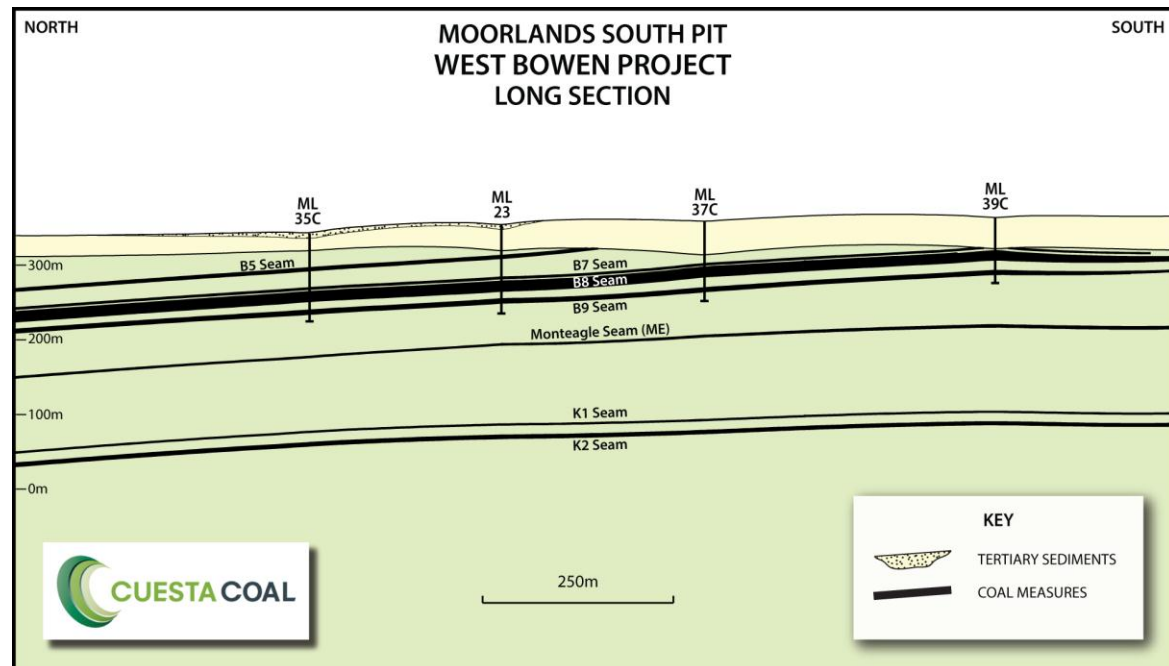 NORTH
MOORLANDS SOUTH PIT
WEST BOWEN PROJECT
LONG SECTION
SOUTH
ML
35C
ML
23
ML
37C
ML
39C
300m
B5 Seam
B7 Seam
B8 Seam
B9 Seam
200m
Monteagle Seam (ME)
100m
K1 Seam
K2 Seam
0m
KEY
TERTIARY SEDIMENTS
COAL MEASURES
250m
CUESTA COAL